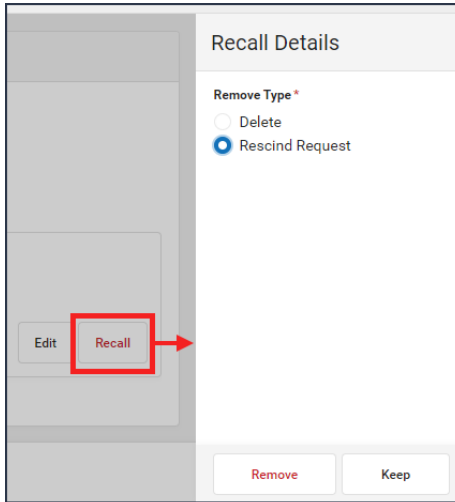 Recall Details
Remove Type *
Delete
Rescind Request
Edit Recall
Remove Keep